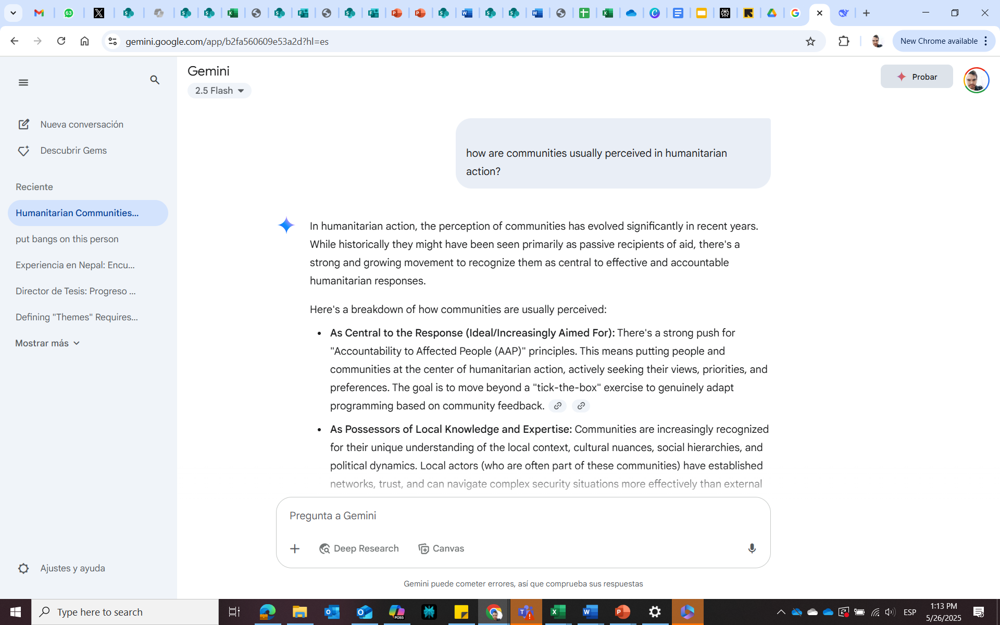 gemini.google.com/app/b2fa560609e53a2d?hl=es
New Chrome available
Gemini
2.5 Flash
Probar
Nueva conversación
Descubrir Gems
Reciente
Humanitarian Communities...
put bangs on this person
Experiencia en Nepal: Encu...
Director de Tesis: Progreso ...
Defining "Themes" Requires...
Mostrar más
Ajustes y ayuda
how are communities usually perceived in humanitarian
action?
In humanitarian action, the perception of communities has evolved significantly in recent years.
While historically they might have been seen primarily as passive recipients of aid, there's a
strong and growing movement to recognize them as central to effective and accountable
humanitarian responses.
Here's a breakdown of how communities are usually perceived:
• As Central to the Response (Ideal/Increasingly Aimed For): There's a strong push for
"Accountability to Affected People (AAP)" principles. This means putting people and
communities at the center of humanitarian action, actively seeking their views, priorities, and
preferences. The goal is to move beyond a "tick-the-box" exercise to genuinely adapt
programming based on community feedback.
• As Possessors of Local Knowledge and Expertise: Communities are increasingly recognized
for their unique understanding of the local context, cultural nuances, social hierarchies, and
political dynamics. Local actors (who are often part of these communities) have established
networks, trust, and can navigate complex security situations more effectively than external
Pregunta a Gemini
Deep Research
Canvas
Gemini puede cometer errores, así que comprueba sus respuestas
Type here to search
ESP
1:13 PM
5/26/2025